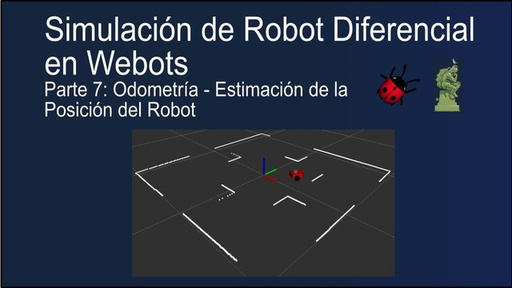 Simulación de Robot Diferencial
en Webots
Parte 7: Odometría - Estimación de la
Posición del Robot